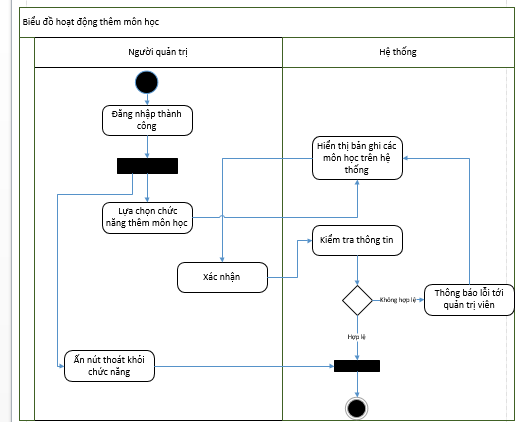 Biểu đồ hoạt động thêm môn học
Người quản trị
Hệ thống
Đăng nhập thành
công
Hiển thị bản ghi các
môn học trên hệ
thống
Lựa chọn chức
năng thêm môn học
Kiểm tra thông tin
Xác nhận
Không hợp lệ
Thông báo lỗi tới
quản trị viên
Hợp lệ
Ấn nút thoát khỏi
chức năng